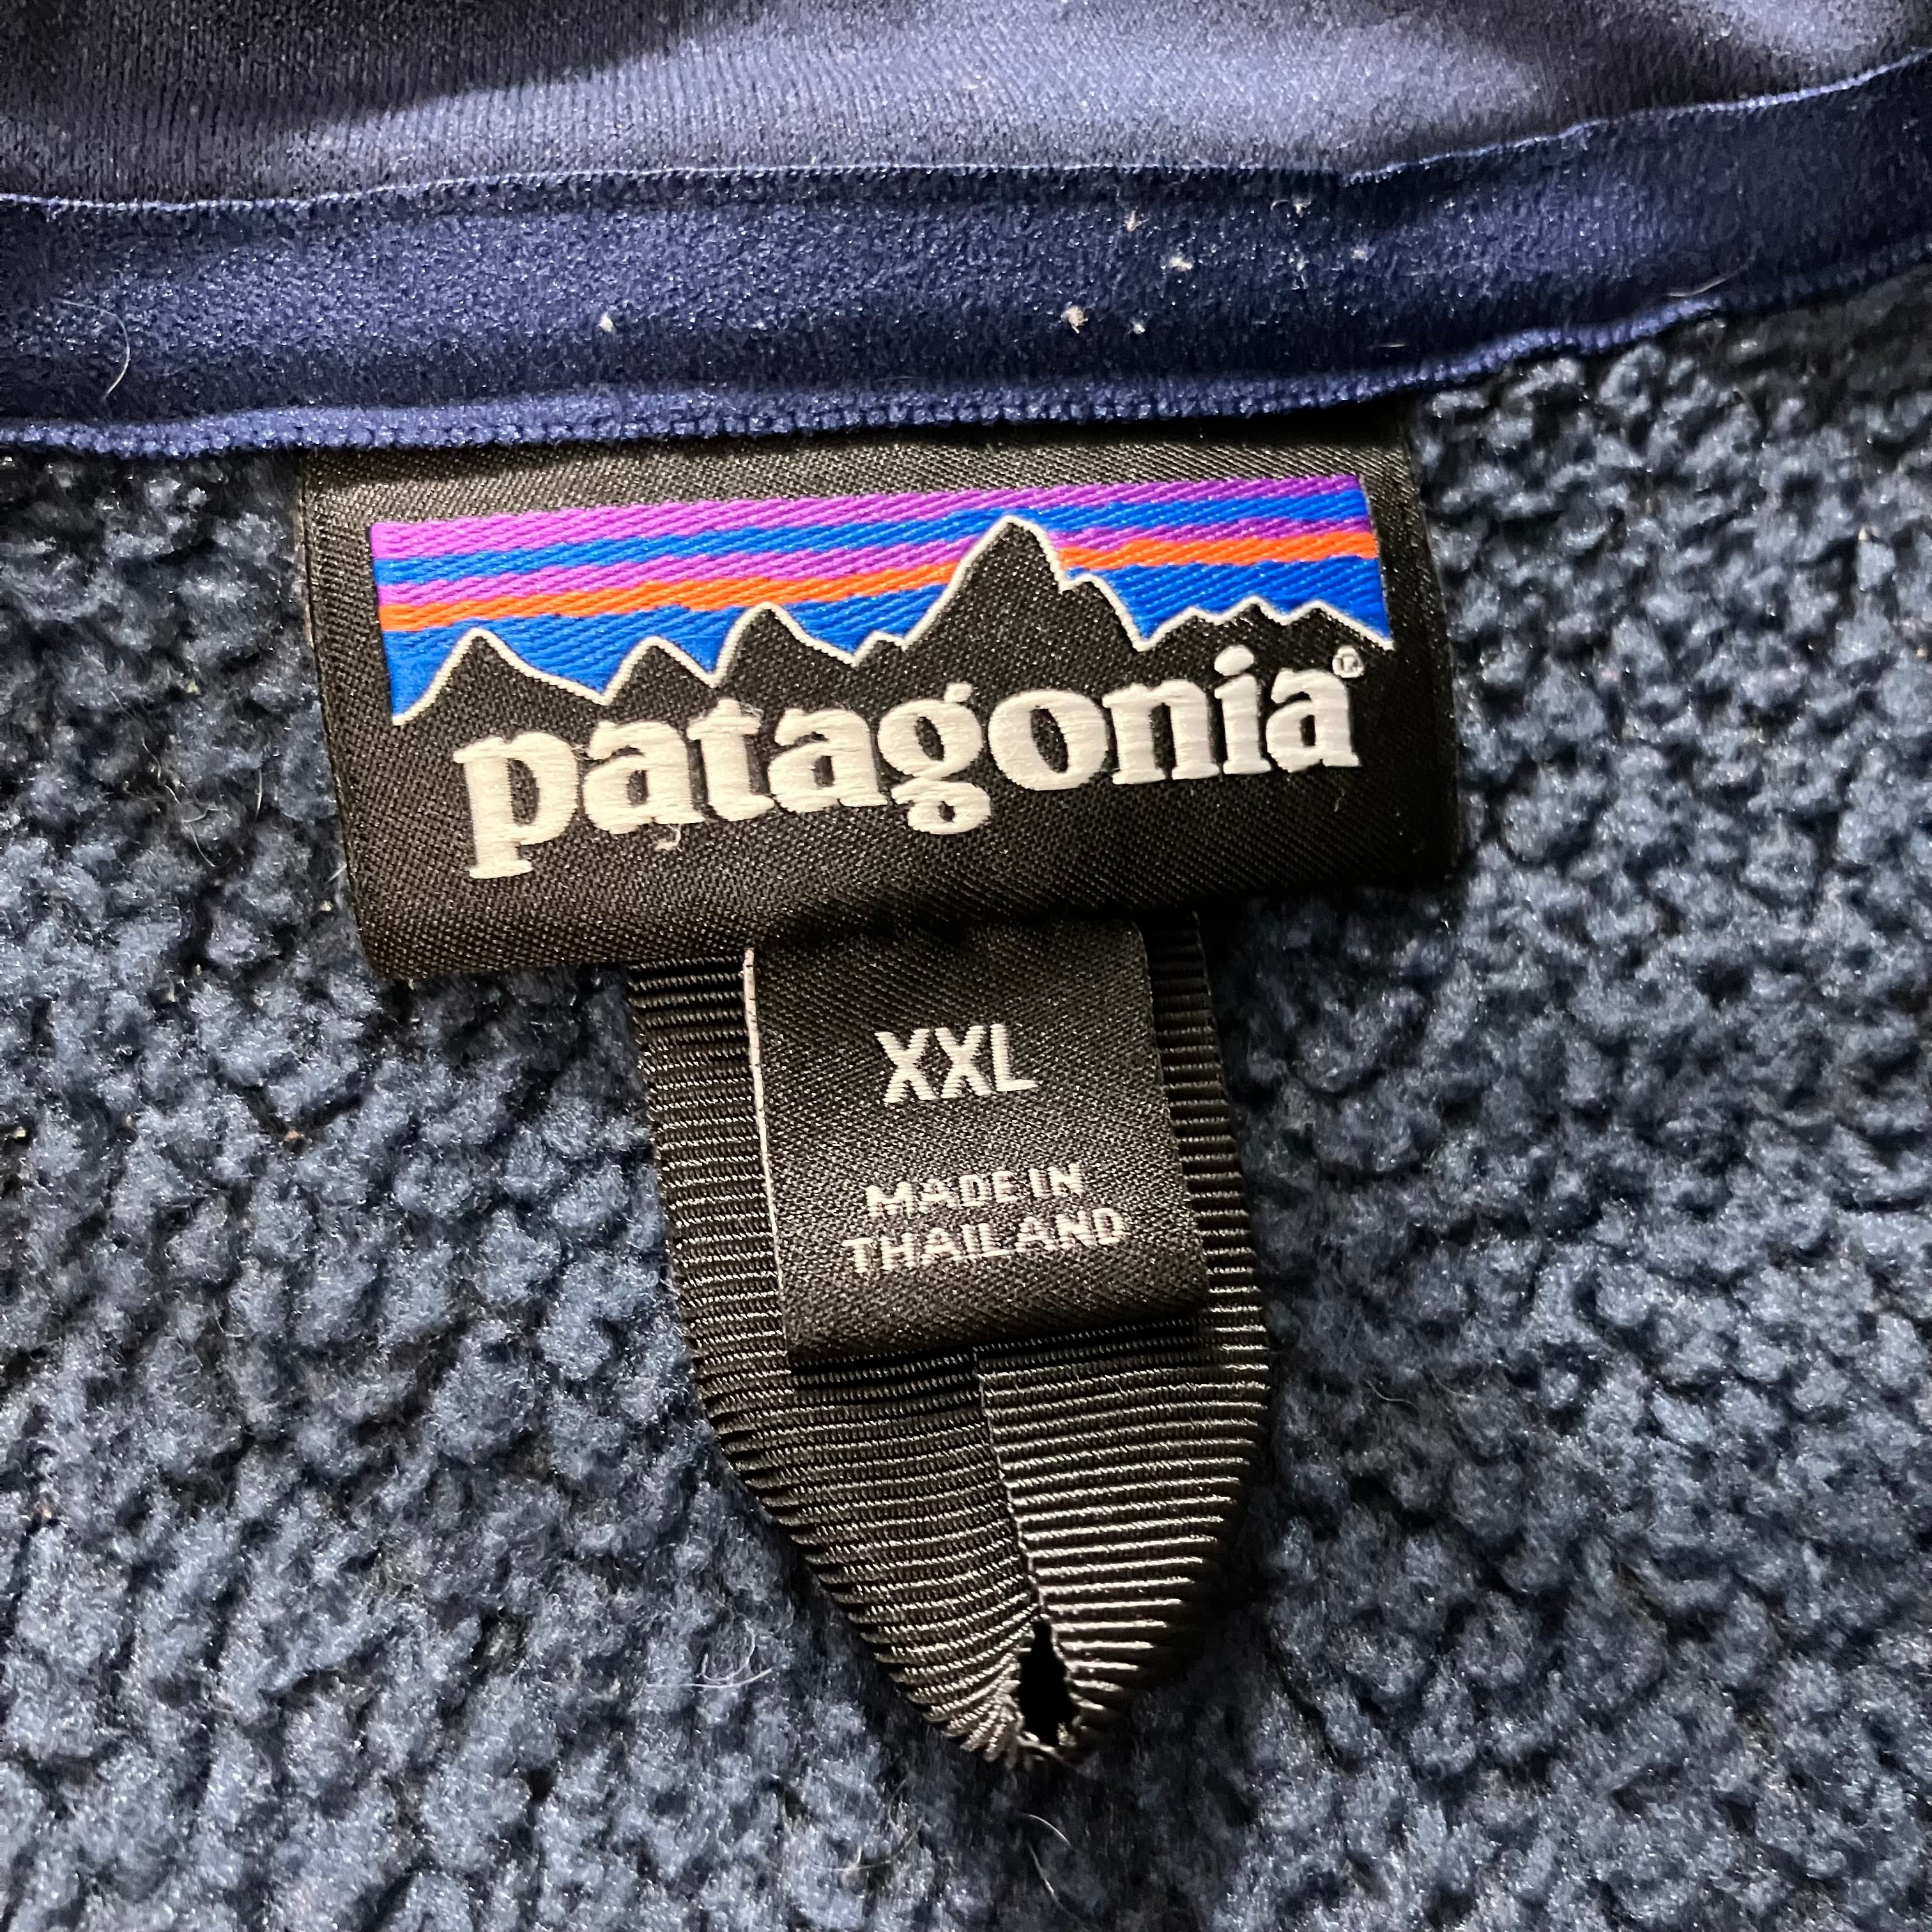 patagonia®
XXL
MADE IN
THAILAND